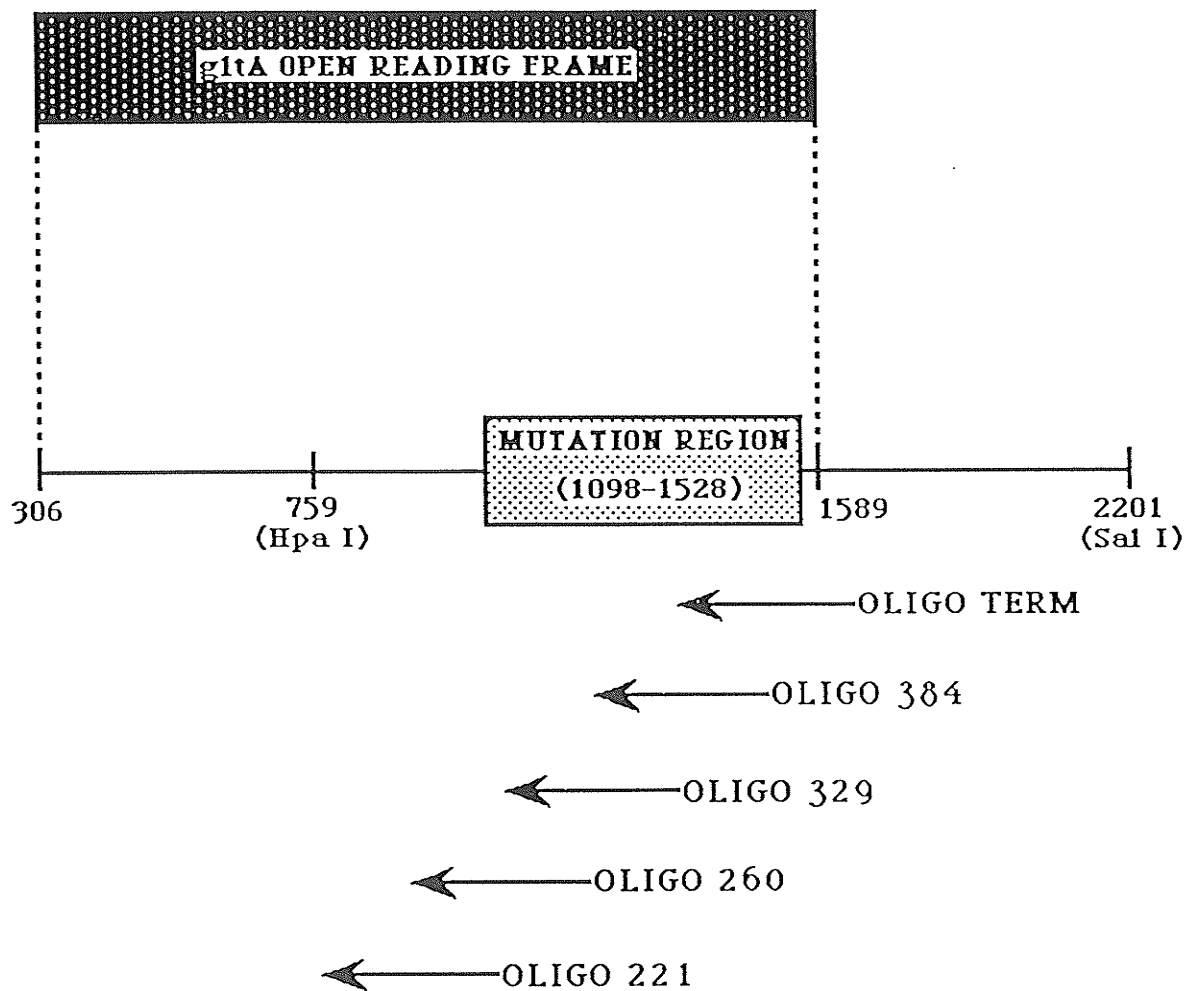 gltA OPEN READING FRAME
MUTATION REGION
(1098-1528)
306
759
(Hpa I)
1589
2201
(Sal I)
OLIGO TERM
OLIGO 384
OLIGO 329
OLIGO 260
OLIGO 221